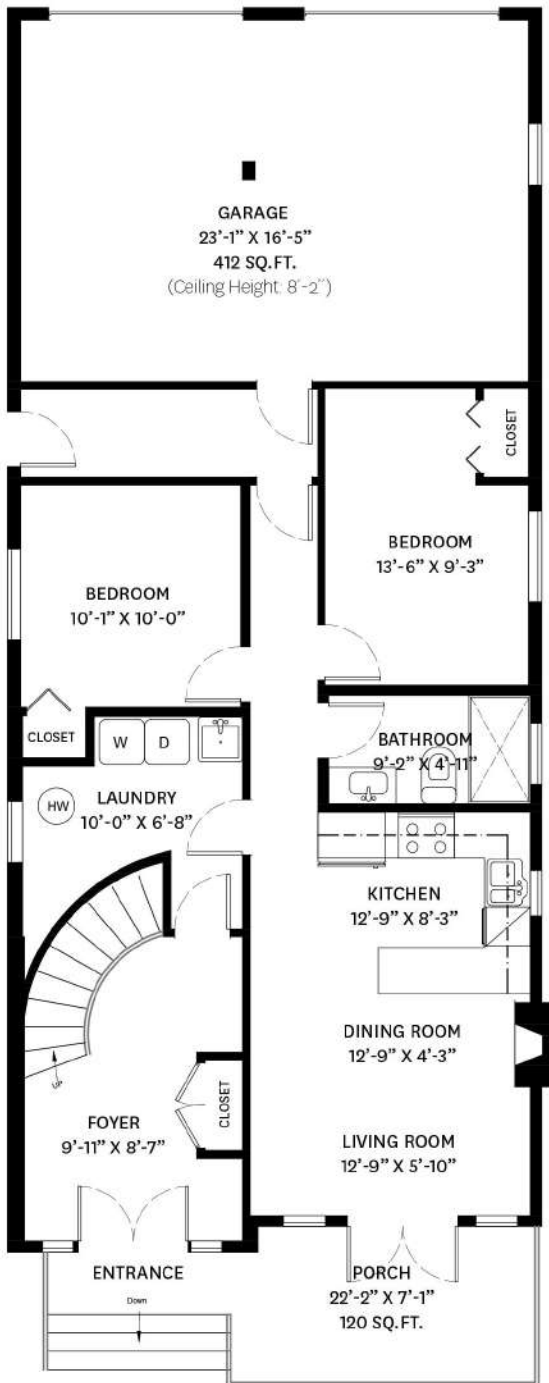 GARAGE
23'-1" X 16'-5"
412 SQ.FT.
(Ceiling Height: 8'-2")
CLOSET
BEDROOM
13'-6" X 9'-3"
BEDROOM
10'-1" X 10'-0"
CLOSET
W
D
BATHROOM
9'-2" X 4'-11"
HW
LAUNDRY
10'-0" X 6'-8"
KITCHEN
12'-9" X 8'-3"
DINING ROOM
12'-9" X 4'-3"
UP
CLOSET
FOYER
9'-11" X 8'-7"
LIVING ROOM
12'-9" X 5'-10"
ENTRANCE
Down
PORCH
22'-2" X 7'-1"
120 SQ.FT.